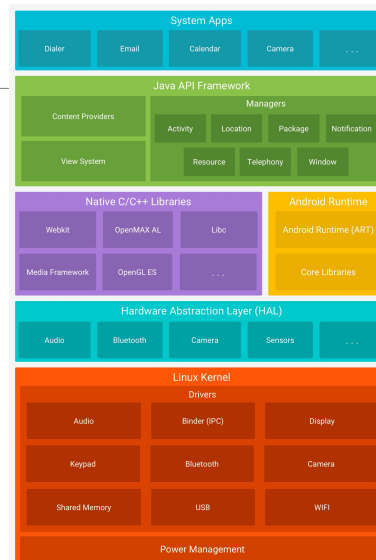 System Apps
Dialer Email Calendar Camera . . .
Java API Framework
Content Providers
View System
Managers
Activity Location Package Notification
Resource Telephony Window
Native C/C++ Libraries
Webkit OpenMAX AL Libc
Media Framework OpenGL ES . . .
Android Runtime
Android Runtime (ART)
Core Libraries
Hardware Abstraction Layer (HAL)
Audio Bluetooth Camera Sensors . . .
Linux Kernel
Drivers
Audio Binder (IPC) Display
Keypad Bluetooth Camera
Shared Memory USB WIFI
Power Management